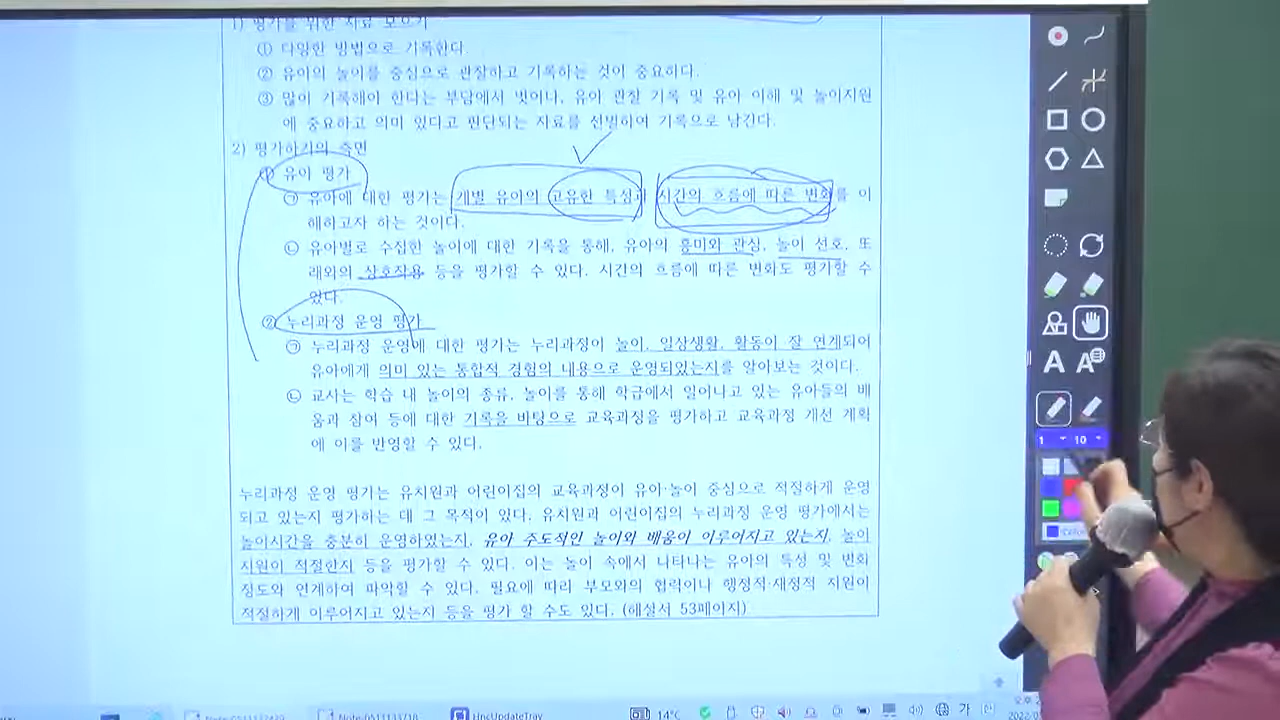 1) 평가를 위한 자료 모으기
① 다양한 방법으로 기록한다.
② 유아의 놀이를 중심으로 관찰하고 기록하는 것이 중요하다.
③ 많이 기록해야 한다는 부담에서 벗어나, 유아 관찰 기록 및 유아 이해 및 놀이지원
에 중요하고 의미 있다고 판단되는 자료를 선별하여 기록으로 남긴다.
2) 평가하기의 측면
① 유아 평가
㉠ 유아에 대한 평가는 개별 유아의 고유한 특성과 시간의 흐름에 따른 변화를 이
해하고자 하는 것이다.
㉡ 유아별로 수집한 놀이에 대한 기록을 통해, 유아의 흥미와 관심, 놀이 선호, 또
래와의 상호작용 등을 평가할 수 있다. 시간의 흐름에 따른 변화도 평가할 수
있다.
② 누리과정 운영 평가
㉠ 누리과정 운영에 대한 평가는 누리과정이 놀이, 일상생활, 활동이 잘 연계되어
유아에게 의미 있는 통합적 경험의 내용으로 운영되었는지를 알아보는 것이다.
㉡ 교사는 학습 내 놀이의 종류, 놀이를 통해 학급에서 일어나고 있는 유아들의 배
움과 참여 등에 대한 기록을 바탕으로 교육과정을 평가하고 교육과정 개선 계획
에 이를 반영할 수 있다.
누리과정 운영 평가는 유치원과 어린이집의 교육과정이 유아·놀이 중심으로 적절하게 운영
되고 있는지 평가하는 데 그 목적이 있다. 유치원과 어린이집의 누리과정 운영 평가에서는
놀이시간을 충분히 운영하였는지, 유아 주도적인 놀이와 배움이 이루어지고 있는지, 놀이
지원이 적절한지 등을 평가할 수 있다. 이는 놀이 속에서 나타나는 유아의 특성 및 변화
정도와 연계하여 파악할 수 있다. 필요에 따라 부모와의 협력이나 행정적·재정적 지원이
적절하게 이루어지고 있는지 등을 평가 할 수도 있다. (해설서 53페이지)
A A
1 10
HncUpdateTray 14℃ 가 오후